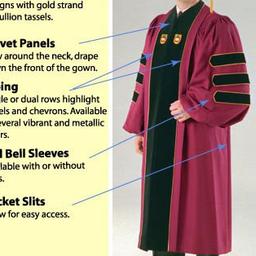 gns with gold strand
ullion tassels.
vet Panels
around the neck, drape
n the front of the gown.
ing
le or dual rows highlight
els and chevrons. Available
everal vibrant and metallic
rs.
l Bell Sleeves
lable with or without
s.
cket Slits
w for easy access.